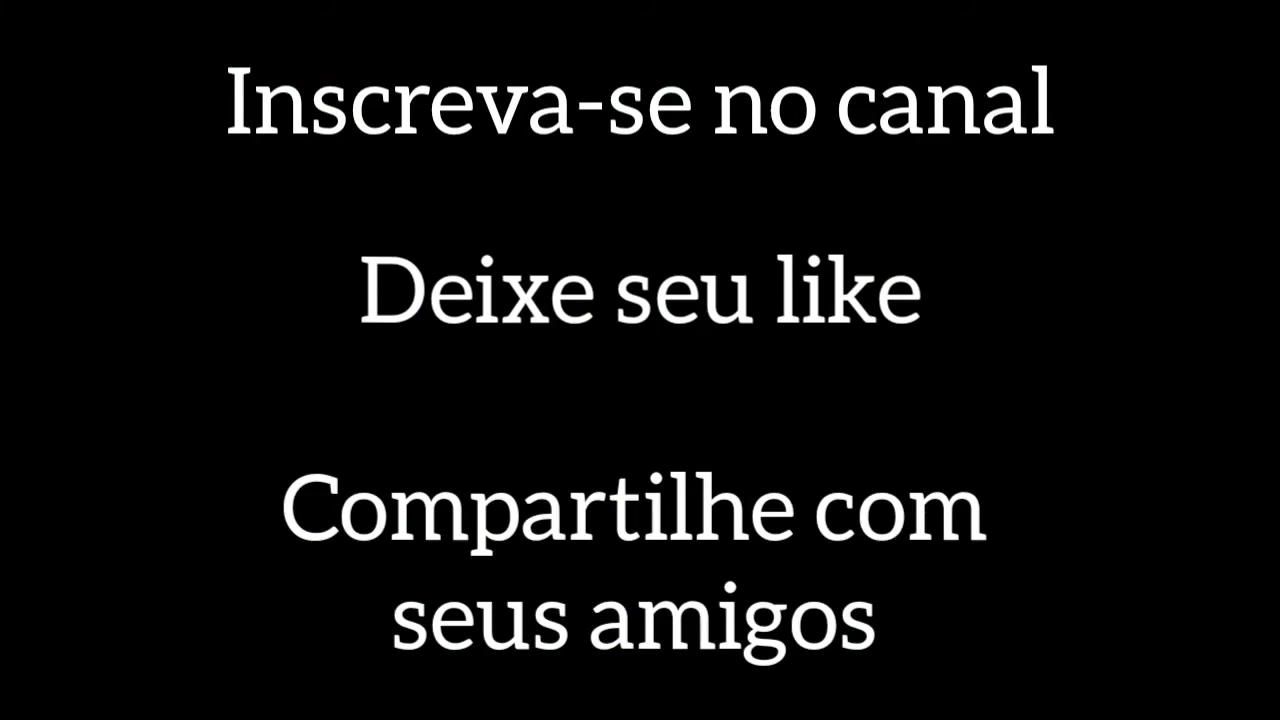 Inscreva-se no canal
Deixe seu like
Compartilhe com
seus amigos